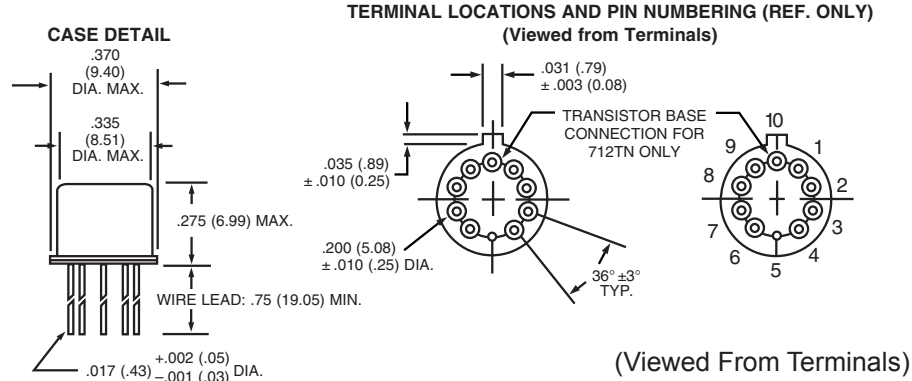 TERMINAL LOCATIONS AND PIN NUMBERING (REF. ONLY)
(Viewed from Terminals)
CASE DETAIL
.370
(9.40)
DIA. MAX.
.335
(8.51)
DIA. MAX.
.275 (6.99) MAX.
WIRE LEAD: .75 (19.05) MIN.
.017 (.43) +.002 (.05) –.001 (.03) DIA.
.031 (.79)
± .003 (0.08)
TRANSISTOR BASE
CONNECTION FOR
712TN ONLY
.035 (.89)
± .010 (0.25)
.200 (5.08)
± .010 (.25) DIA.
36° ±3°
TYP.
10
9
1
8
2
7
3
6
4
5
(Viewed From Terminals)